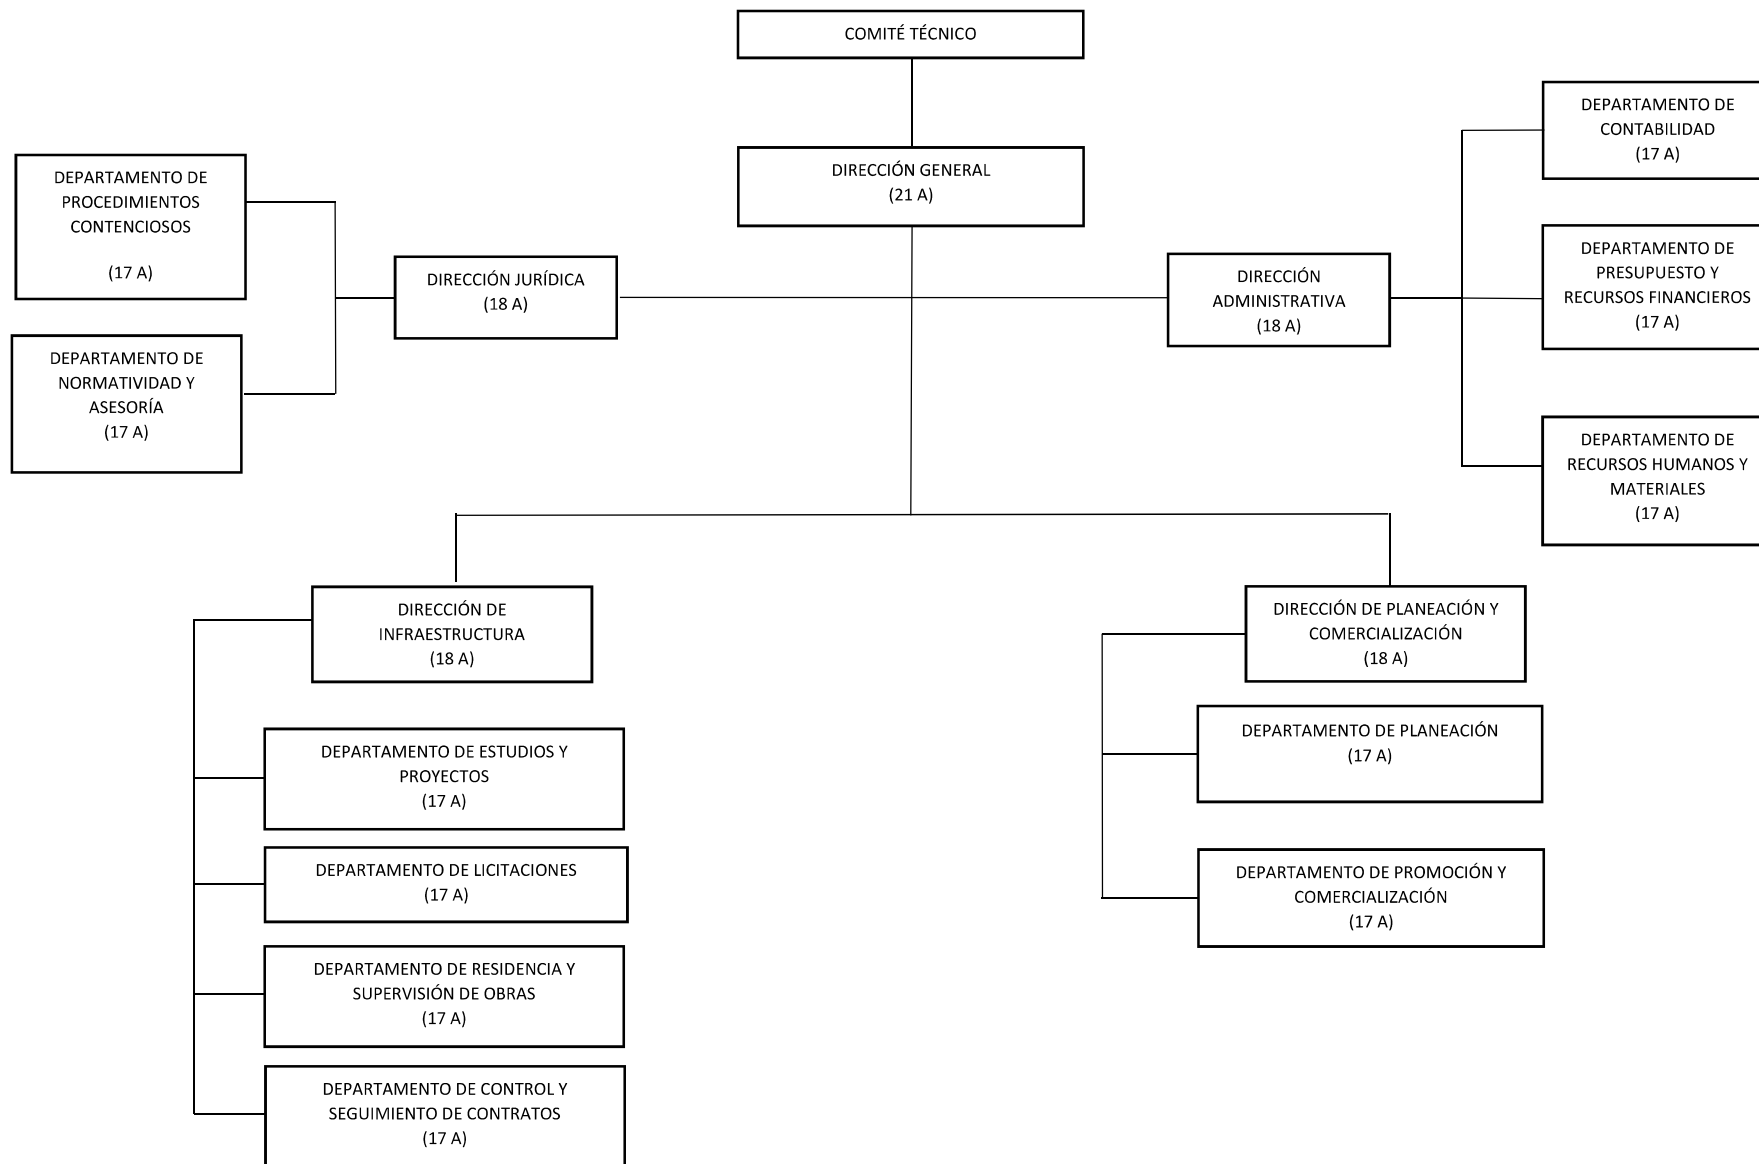 COMITÉ TÉCNICO
DIRECCIÓN GENERAL
(21 A)
DEPARTAMENTO DE
PROCEDIMIENTOS
CONTENCIOSOS
(17 A)
DEPARTAMENTO DE
NORMATIVIDAD Y
ASESORÍA
(17 A)
DIRECCIÓN JURÍDICA
(18 A)
DIRECCIÓN
ADMINISTRATIVA
(18 A)
DEPARTAMENTO DE
CONTABILIDAD
(17 A)
DEPARTAMENTO DE
PRESUPUESTO Y
RECURSOS FINANCIEROS
(17 A)
DEPARTAMENTO DE
RECURSOS HUMANOS Y
MATERIALES
(17 A)
DIRECCIÓN DE
INFRAESTRUCTURA
(18 A)
DEPARTAMENTO DE ESTUDIOS Y
PROYECTOS
(17 A)
DEPARTAMENTO DE LICITACIONES
(17 A)
DEPARTAMENTO DE RESIDENCIA Y
SUPERVISIÓN DE OBRAS
(17 A)
DEPARTAMENTO DE CONTROL Y
SEGUIMIENTO DE CONTRATOS
(17 A)
DIRECCIÓN DE PLANEACIÓN Y
COMERCIALIZACIÓN
(18 A)
DEPARTAMENTO DE PLANEACIÓN
(17 A)
DEPARTAMENTO DE PROMOCIÓN Y
COMERCIALIZACIÓN
(17 A)